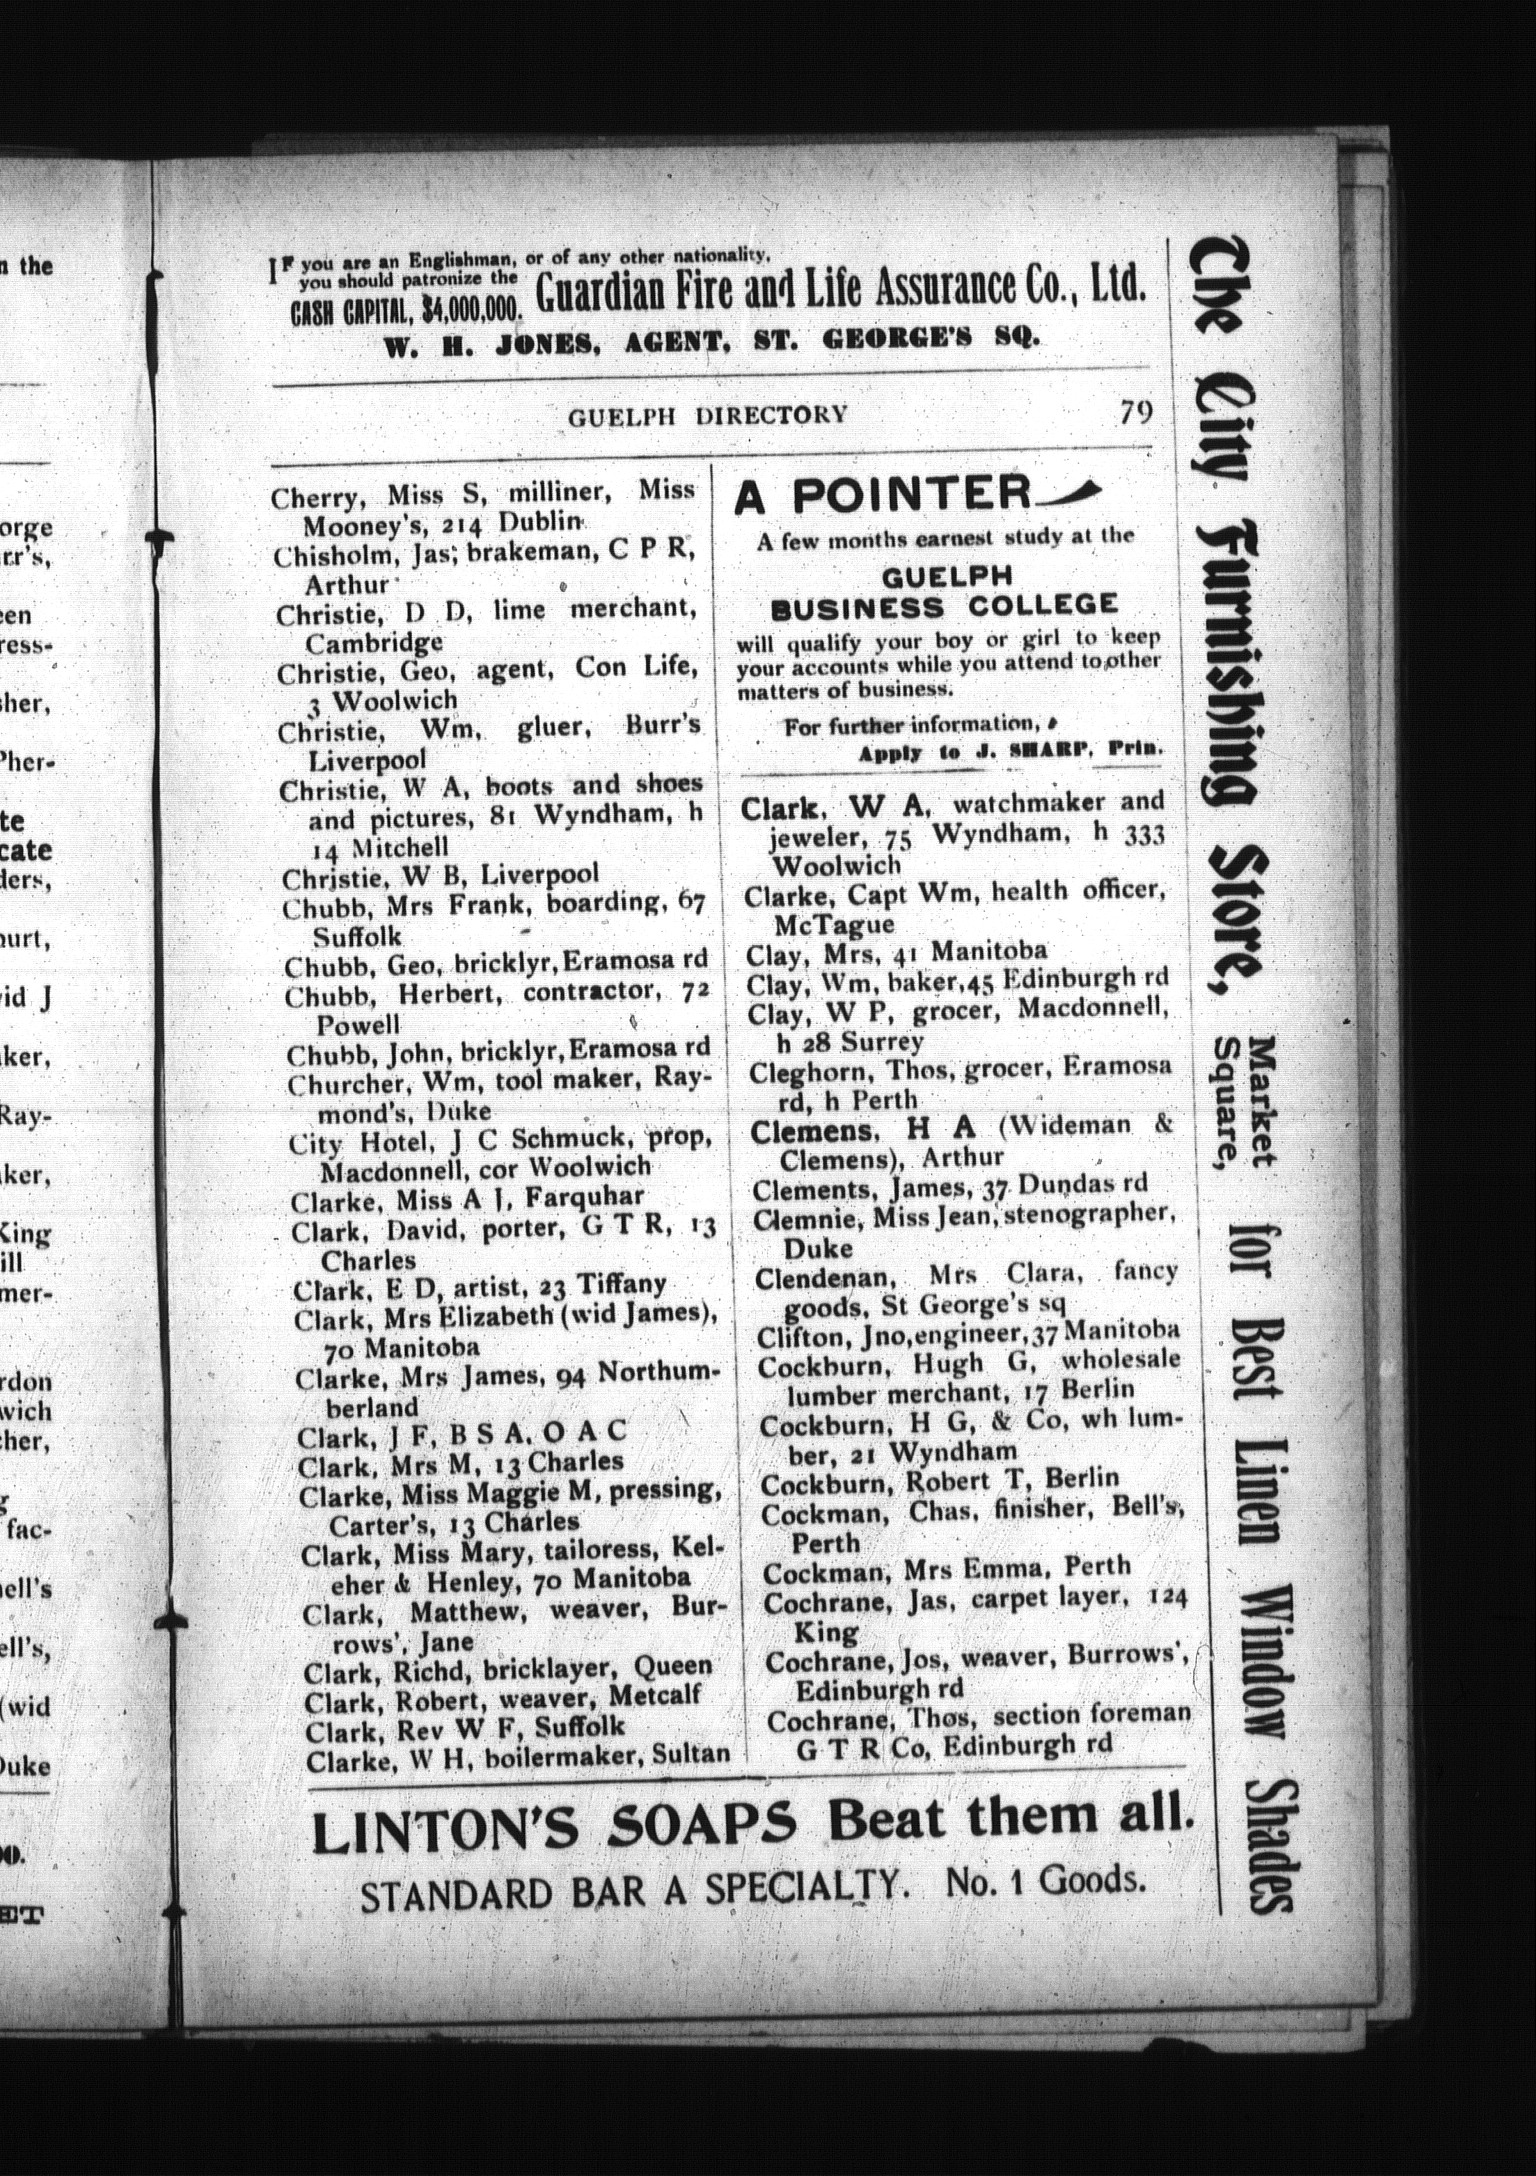 IF you are an Englishman, or of any other nationality,
you should patronize the
CASH CAPITAL, $4,000,000.
Guardian Fire and Life Assurance Co., Ltd.
W. H. JONES, AGENT, ST. GEORGE'S SQ.
GUELPH DIRECTORY 79
Cherry, Miss S, milliner, Miss
Mooney's, 214 Dublin
Chisholm, Jas, brakeman, C P R,
Arthur
Christie, D D, lime merchant,
Cambridge
Christie, Geo, agent, Con Life,
3 Woolwich
Christie, Wm, gluer, Burr's
Liverpool
Christie, W A, boots and shoes
and pictures, 81 Wyndham, h
14 Mitchell
Christie, W B, Liverpool
Chubb, Mrs Frank, boarding, 67
Suffolk
Chubb, Geo, bricklyr, Eramosa rd
Chubb, Herbert, contractor, 72
Powell
Chubb, John, bricklyr, Eramosa rd
Churcher, Wm, tool maker, Ray-
mond's, Duke
City Hotel, J C Schmuck, prop,
Macdonnell, cor Woolwich
Clarke, Miss A J, Farquhar
Clark, David, porter, G T R, 13
Charles
Clark, E D, artist, 23 Tiffany
Clark, Mrs Elizabeth (wid James),
70 Manitoba
Clarke, Mrs James, 94 Northum-
berland
Clark, J F, B S A, O A C
Clark, Mrs M, 13 Charles
Clarke, Miss Maggie M, pressing,
Carter's, 13 Charles
Clark, Miss Mary, tailoress, Kel-
eher & Henley, 70 Manitoba
Clark, Matthew, weaver, Bur-
rows', Jane
Clark, Richd, bricklayer, Queen
Clark, Robert, weaver, Metcalf
Clark, Rev W F, Suffolk
Clarke, W H, boilermaker, Sultan
A POINTER
A few months earnest study at the
GUELPH
BUSINESS COLLEGE
will qualify your boy or girl to keep
your accounts while you attend to other
matters of business.
For further information,
Apply to J. SHARP, Prin.
Clark, W A, watchmaker and
jeweler, 75 Wyndham, h 333
Woolwich
Clarke, Capt Wm, health officer,
McTague
Clay, Mrs, 41 Manitoba
Clay, Wm, baker, 45 Edinburgh rd
Clay, W P, grocer, Macdonnell,
h 28 Surrey
Cleghorn, Thos, grocer, Eramosa
rd, h Perth
Clemens, H A (Wideman &
Clemens), Arthur
Clements, James, 37 Dundas rd
Clemnie, Miss Jean, stenographer,
Duke
Clendenan, Mrs Clara, fancy
goods, St George's sq
Clifton, Jno, engineer, 37 Manitoba
Cockburn, Hugh G, wholesale
lumber merchant, 17 Berlin
Cockburn, H G, & Co, wh lum-
ber, 21 Wyndham
Cockburn, Robert T, Berlin
Cockman, Chas, finisher, Bell's,
Perth
Cockman, Mrs Emma, Perth
Cochrane, Jas, carpet layer, 124
King
Cochrane, Jos, weaver, Burrows',
Edinburgh rd
Cochrane, Thos, section foreman
G T R Co, Edinburgh rd
LINTON'S SOAPS Beat them all.
STANDARD BAR A SPECIALTY. No. 1 Goods.
The City Furnishing Store, Market Square, for Best Linen Window Shades